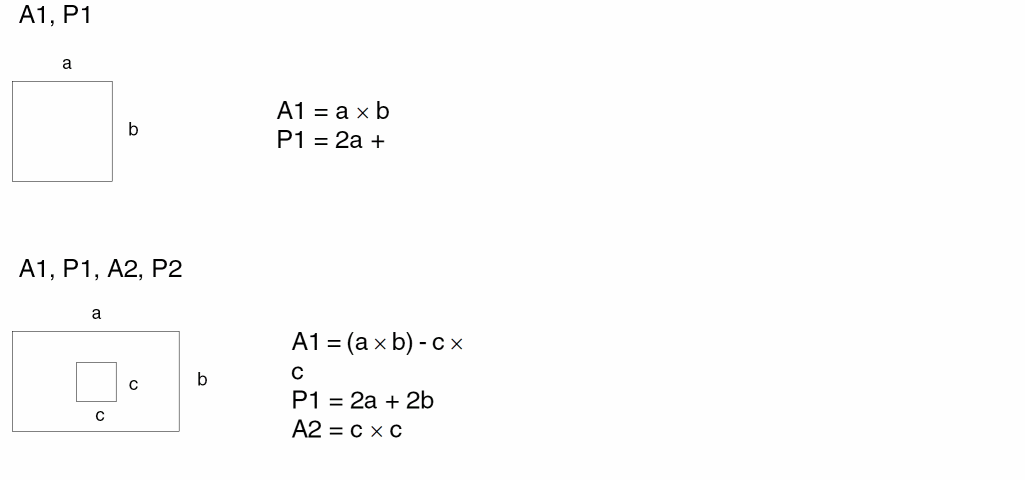 A1, P1
a
b
A1 = a × b
P1 = 2a +
A1, P1, A2, P2
a
b
c
c
A1 = (a × b) - c ×
c
P1 = 2a + 2b
A2 = c × c